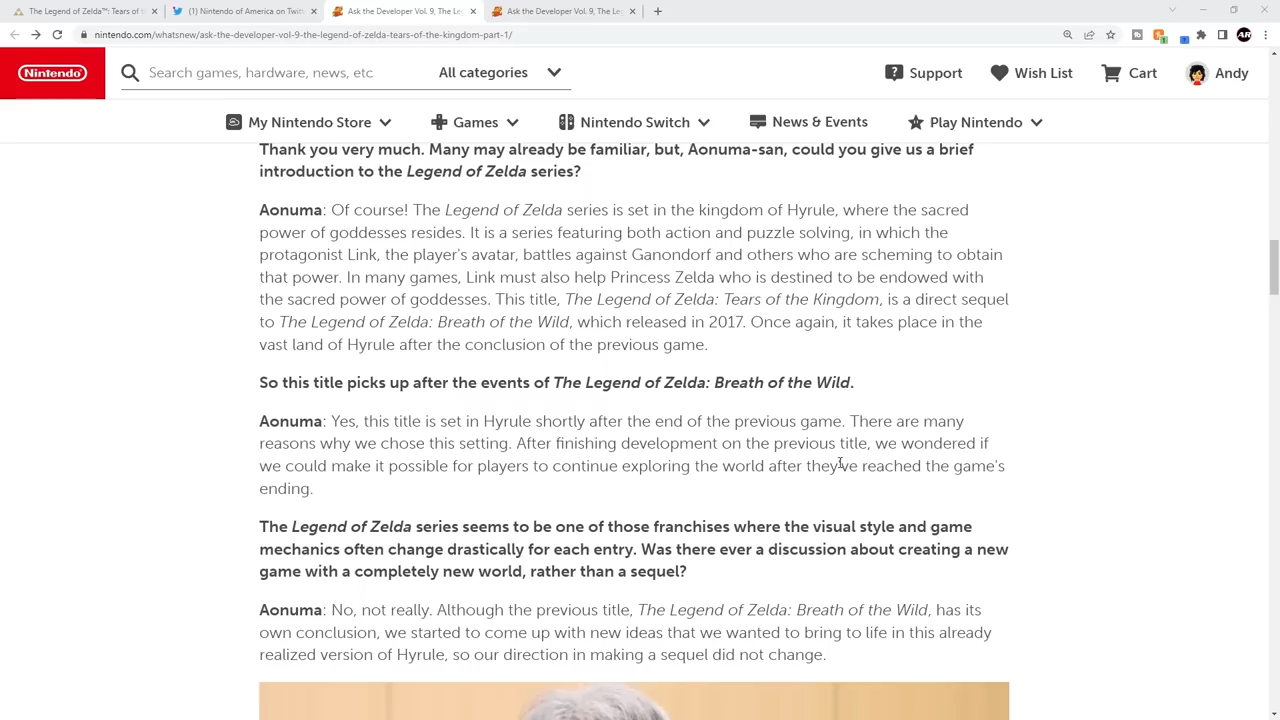 The Legend of Zelda™: Tears of t
(1) Nintendo of America on Twitt
Ask the Developer Vol. 9, The Le
Ask the Developer Vol. 9, The Leg
nintendo.com/whatsnew/ask-the-developer-vol-9-the-legend-of-zelda-tears-of-the-kingdom-part-1/
AR
Nintendo
Search games, hardware, news, etc
All categories
Support
Wish List
Cart
Andy
My Nintendo Store
Games
Nintendo Switch
News & Events
Play Nintendo
Thank you very much. Many may already be familiar, but, Aonuma-san, could you give us a brief
introduction to the Legend of Zelda series?
Aonuma: Of course! The Legend of Zelda series is set in the kingdom of Hyrule, where the sacred
power of goddesses resides. It is a series featuring both action and puzzle solving, in which the
protagonist Link, the player's avatar, battles against Ganondorf and others who are scheming to obtain
that power. In many games, Link must also help Princess Zelda who is destined to be endowed with
the sacred power of goddesses. This title, The Legend of Zelda: Tears of the Kingdom, is a direct sequel
to The Legend of Zelda: Breath of the Wild, which released in 2017. Once again, it takes place in the
vast land of Hyrule after the conclusion of the previous game.
So this title picks up after the events of The Legend of Zelda: Breath of the Wild.
Aonuma: Yes, this title is set in Hyrule shortly after the end of the previous game. There are many
reasons why we chose this setting. After finishing development on the previous title, we wondered if
we could make it possible for players to continue exploring the world after they've reached the game's
ending.
The Legend of Zelda series seems to be one of those franchises where the visual style and game
mechanics often change drastically for each entry. Was there ever a discussion about creating a new
game with a completely new world, rather than a sequel?
Aonuma: No, not really. Although the previous title, The Legend of Zelda: Breath of the Wild, has its
own conclusion, we started to come up with new ideas that we wanted to bring to life in this already
realized version of Hyrule, so our direction in making a sequel did not change.